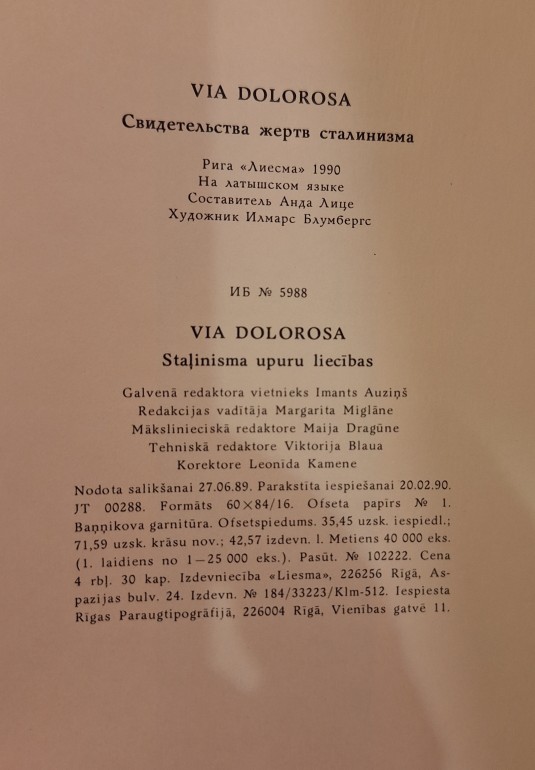 VIA DOLOROSA
Свидетельства жертв сталинизма
Рига «Лиесма» 1990
На латышском языке
Составитель Анда Лице
Художник Илмарс Блумбергс
ИБ № 5988
VIA DOLOROSA
Staļinisma upuru liecības
Galvenā redaktora vietnieks Imants Auziņš
Redakcijas vadītāja Margarita Miglāne
Mākslinieciskā redaktore Maija Dragūne
Tehniskā redaktore Viktorija Blaua
Korektore Leonīda Kamene
Nodota salikšanai 27.06.89. Parakstīta iespiešanai 20.02.90.
JT 00288. Formāts 60×84/16. Ofseta papīrs № 1.
Baņņikova garnitūra. Ofsetspiedums. 35,45 uzsk. iespiedl.;
71,59 uzsk. krāsu nov.; 42,57 izdevn. l. Metiens 40 000 eks.
(1. laidiens no 1—25 000 eks.). Pasūt. № 102222. Cena
4 rbļ. 30 kap. Izdevniecība «Liesma», 226256 Rīgā, As-
pazijas bulv. 24. Izdevn. № 184/33223/Klm-512. Iespiesta
Rīgas Paraugtipogrāfijā, 226004 Rīgā, Vienības gatvē 11.